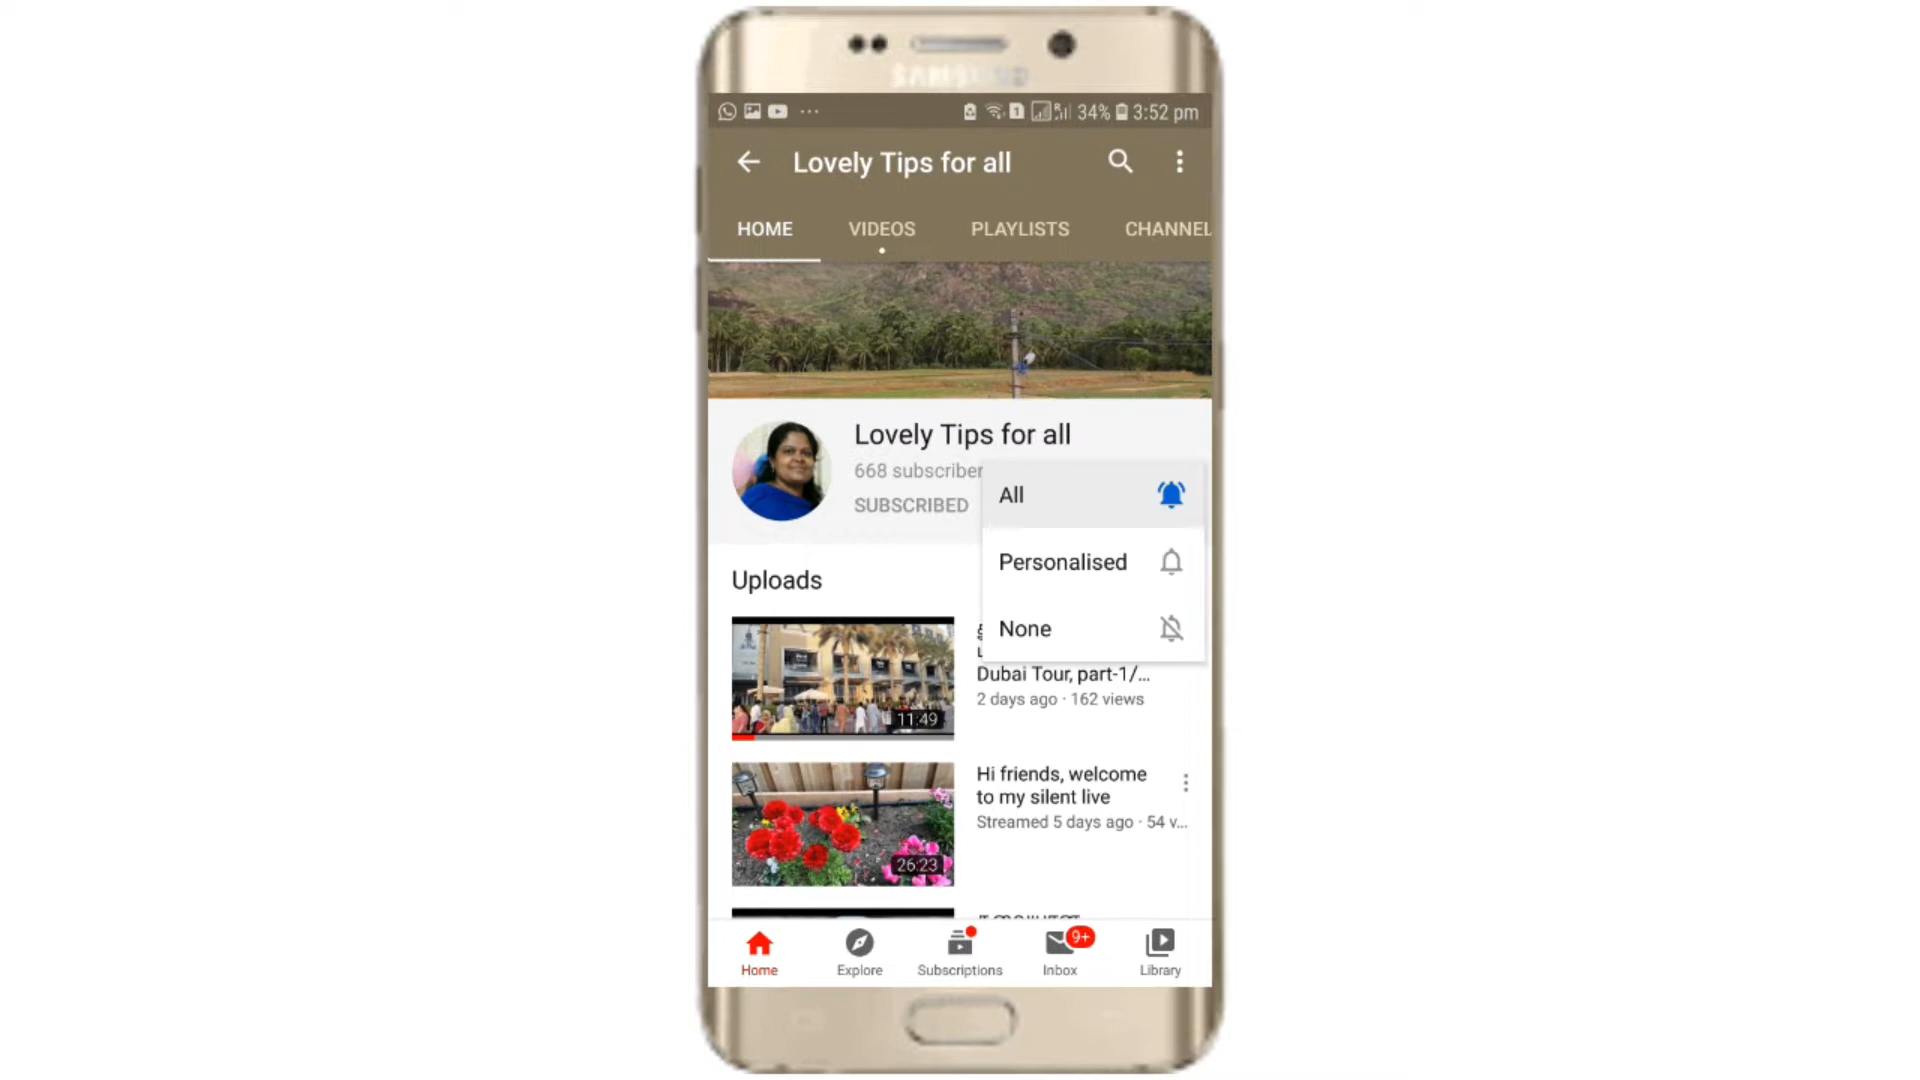 SAMSUNG
34% 3:52 pm
Lovely Tips for all
HOME VIDEOS PLAYLISTS CHANNEL
Lovely Tips for all
668 subscriber
SUBSCRIBED
All
Personalised
None
Uploads
Dubai Tour, part-1/...
2 days ago · 162 views
11:49
Hi friends, welcome
to my silent live
Streamed 5 days ago · 54 v...
26:23
9+
Home Explore Subscriptions Inbox Library